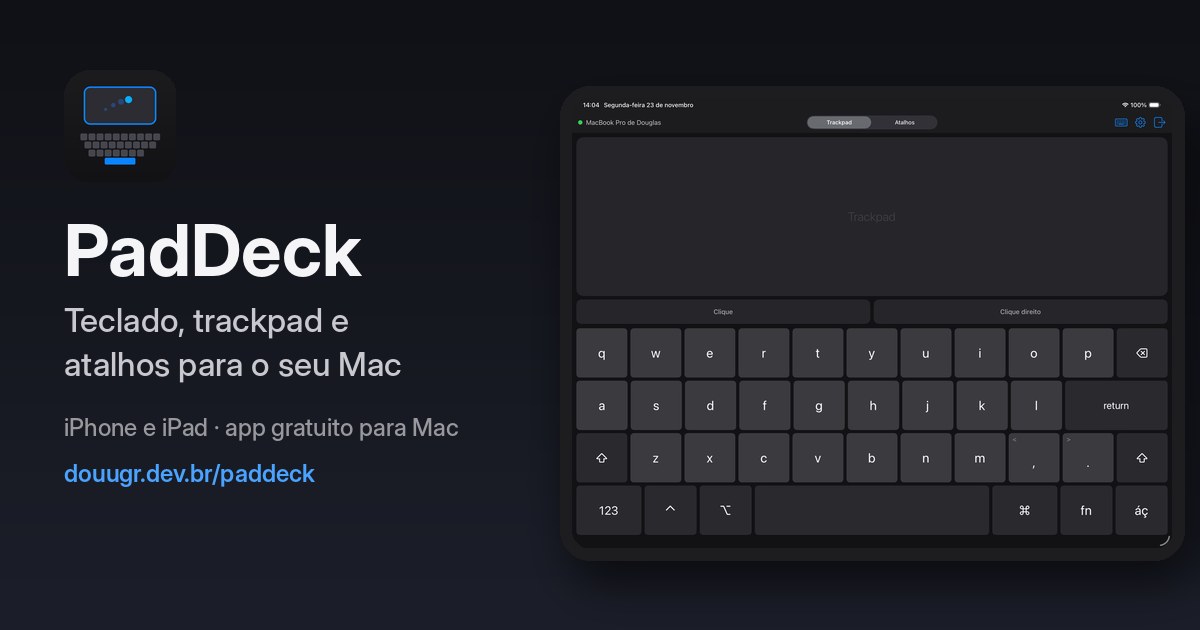 PadDeck
Teclado, trackpad e
atalhos para o seu Mac
iPhone e iPad · app gratuito para Mac
douugr.dev.br/paddeck
14:04 Segunda-feira 23 de novembro
100%
MacBook Pro de Douglas
Trackpad
Atalhos
Trackpad
Clique
Clique direito
q w e r t y u i o p
a s d f g h j k l return
z x c v b n m < , > .
123 ^ ⌥ ⌘ fn áç